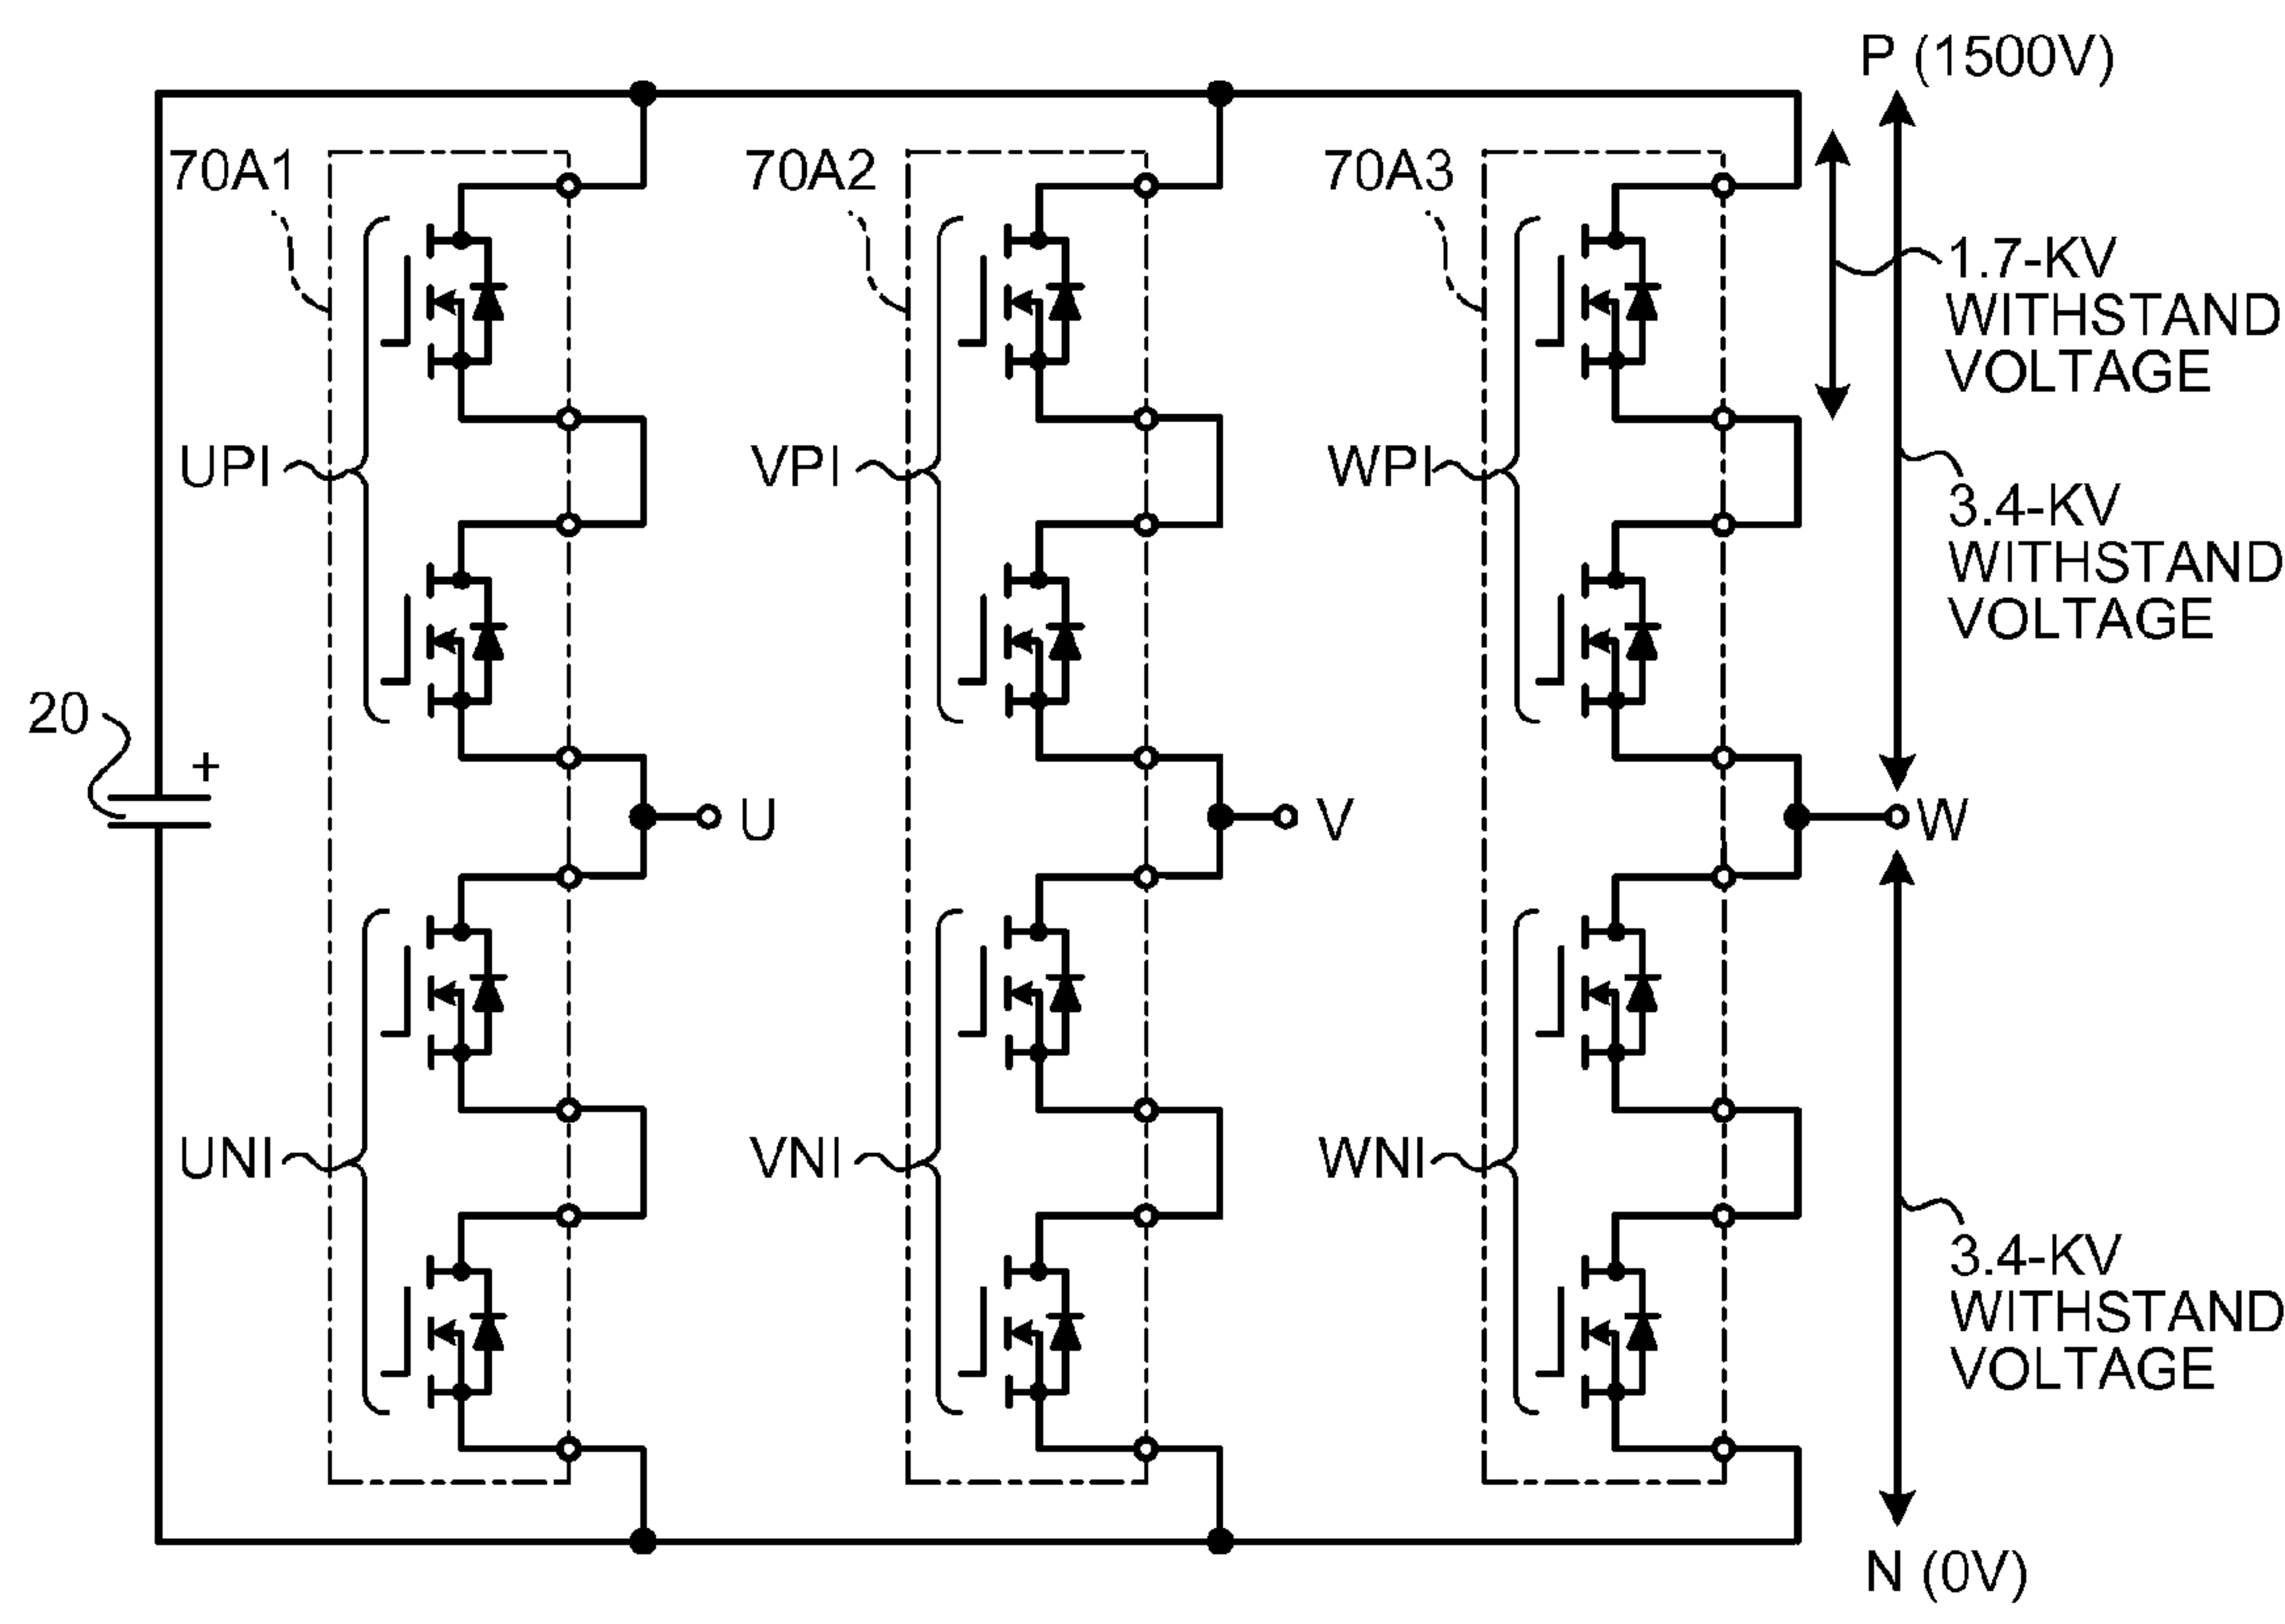 P (1500V)
70A1
70A2
70A3
1.7-KV
WITHSTAND
VOLTAGE
UPI
VPI
WPI
3.4-KV
WITHSTAND
VOLTAGE
20
+
U
V
W
UNI
VNI
WNI
3.4-KV
WITHSTAND
VOLTAGE
N (0V)